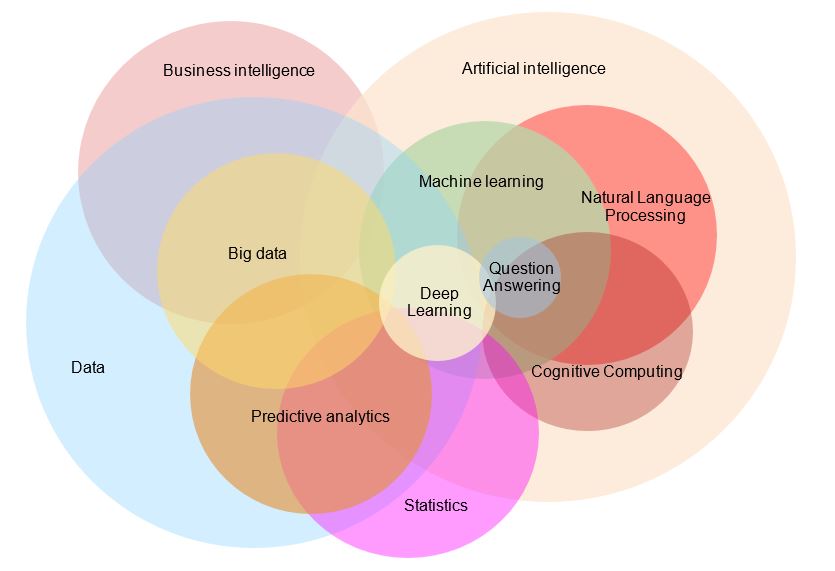 Business intelligence
Artificial intelligence
Machine learning
Natural Language
Processing
Big data
Question
Answering
Deep
Learning
Data
Cognitive Computing
Predictive analytics
Statistics